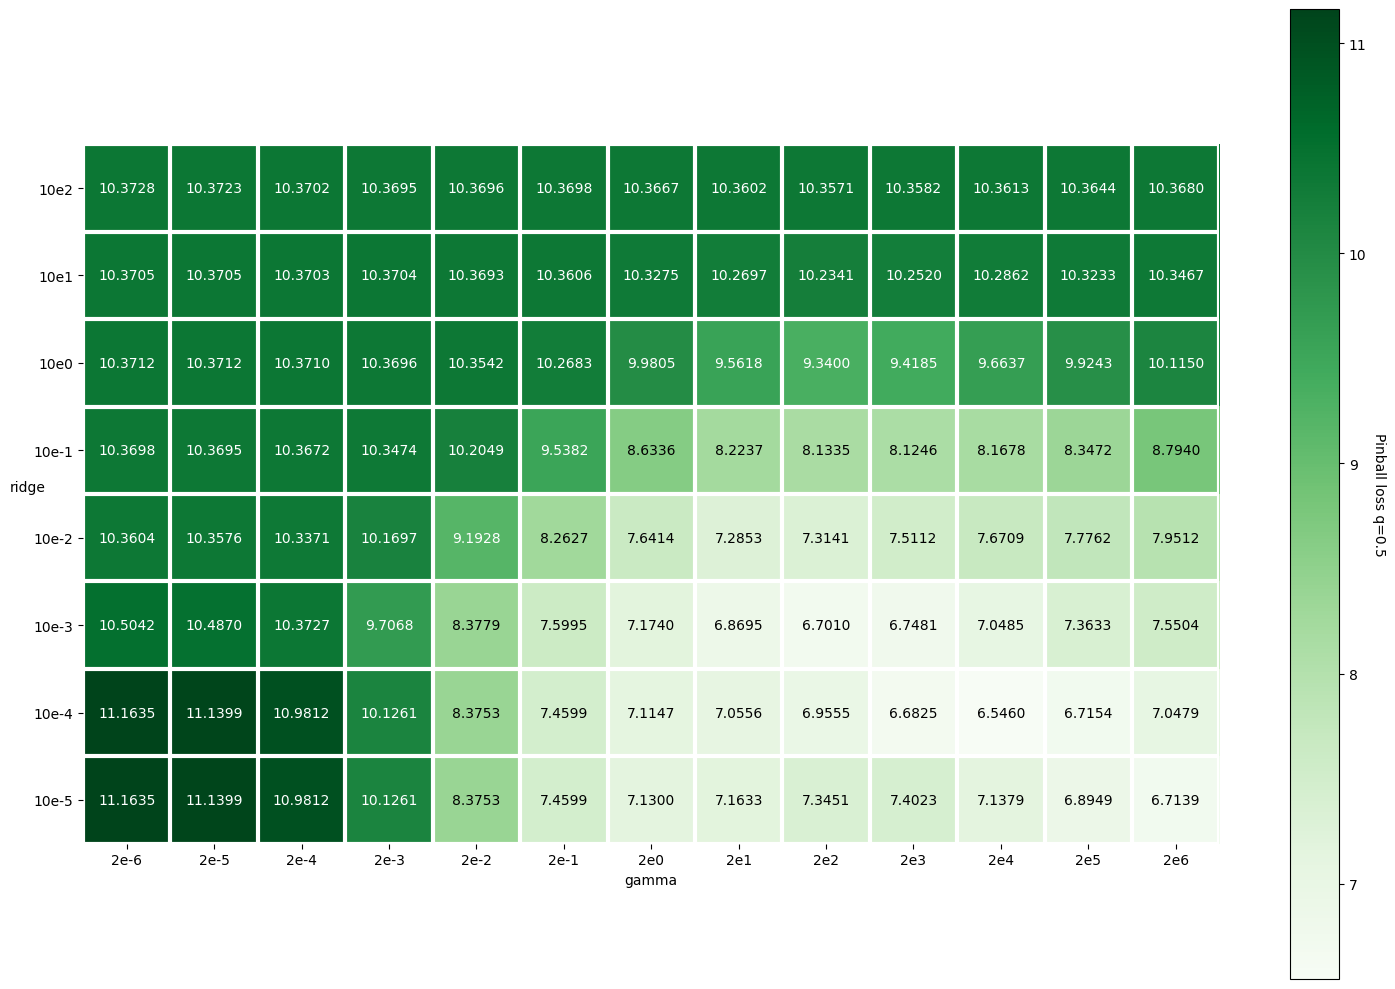 10e2 10.3728 10.3723 10.3702 10.3695 10.3696 10.3698 10.3667 10.3602 10.3571 10.3582 10.3613 10.3644 10.3680
10e1 10.3705 10.3705 10.3703 10.3704 10.3693 10.3606 10.3275 10.2697 10.2341 10.2520 10.2862 10.3233 10.3467
10e0 10.3712 10.3712 10.3710 10.3696 10.3542 10.2683 9.9805 9.5618 9.3400 9.4185 9.6637 9.9243 10.1150
10e-1 10.3698 10.3695 10.3672 10.3474 10.2049 9.5382 8.6336 8.2237 8.1335 8.1246 8.1678 8.3472 8.7940
ridge
10e-2 10.3604 10.3576 10.3371 10.1697 9.1928 8.2627 7.6414 7.2853 7.3141 7.5112 7.6709 7.7762 7.9512
10e-3 10.5042 10.4870 10.3727 9.7068 8.3779 7.5995 7.1740 6.8695 6.7010 6.7481 7.0485 7.3633 7.5504
10e-4 11.1635 11.1399 10.9812 10.1261 8.3753 7.4599 7.1147 7.0556 6.9555 6.6825 6.5460 6.7154 7.0479
10e-5 11.1635 11.1399 10.9812 10.1261 8.3753 7.4599 7.1300 7.1633 7.3451 7.4023 7.1379 6.8949 6.7139
2e-6 2e-5 2e-4 2e-3 2e-2 2e-1 2e0 2e1 2e2 2e3 2e4 2e5 2e6
gamma
11
10
9
8
7
Pinball loss q=0.5